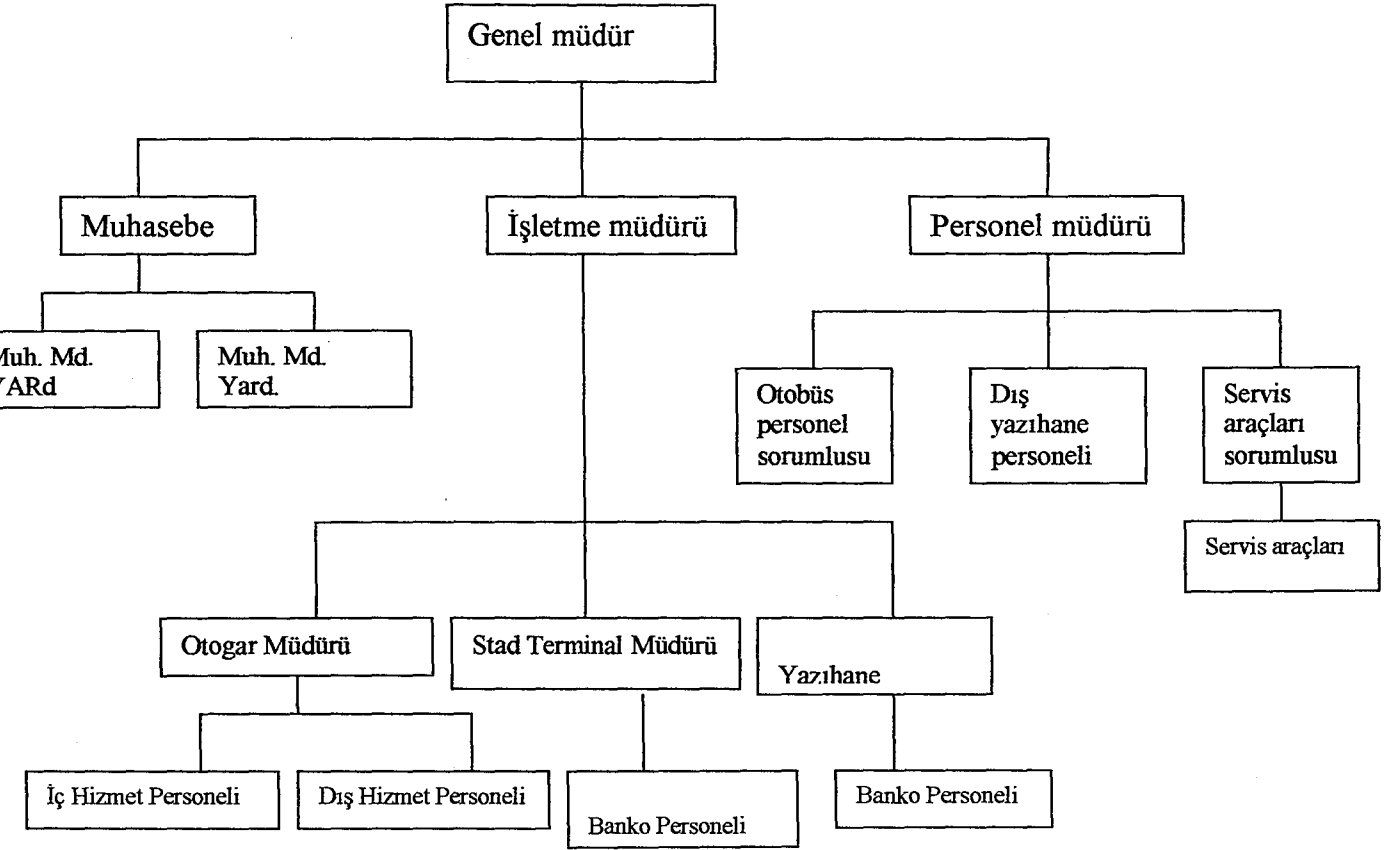 Genel müdür
Muhasebe
İşletme müdürü
Personel müdürü
Muh. Md.
YARd
Muh. Md.
Yard.
Otobüs
personel
sorumlusu
Dış
yazıhane
personeli
Servis
araçları
sorumlusu
Servis araçları
Otogar Müdürü
Stad Terminal Müdürü
Yazıhane
İç Hizmet Personeli
Dış Hizmet Personeli
Banko Personeli
Banko Personeli